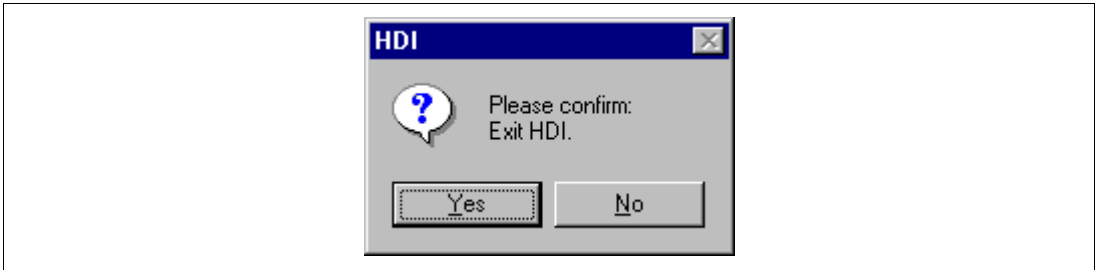 HDI
?
Please confirm:
Exit HDI.
Yes
No